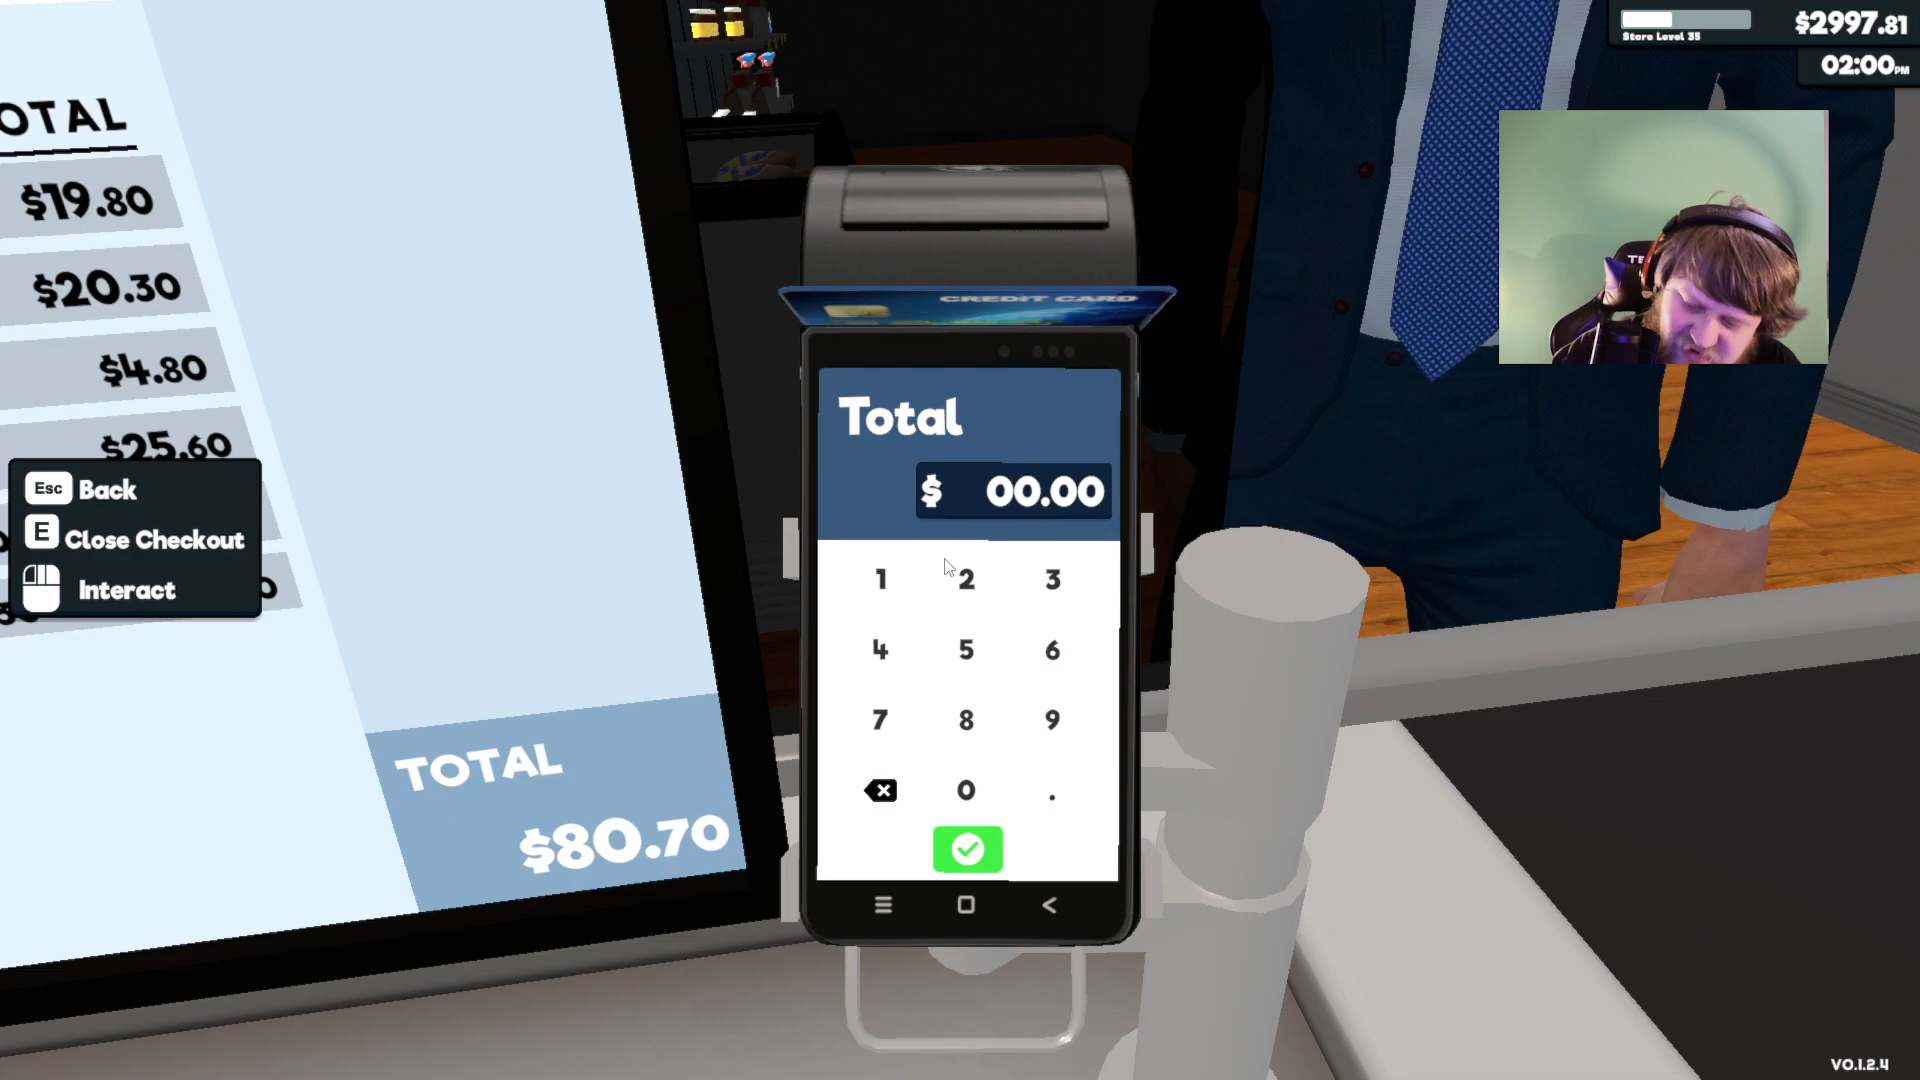 OTAL
$19.80
$20.30
$4.80
$25.60
Esc Back
E Close Checkout
Interact
TOTAL
$80.70
CREDIT CARD
Total
$ 00.00
1 2 3
4 5 6
7 8 9
0 .
Store Level 35
$2997.81
02:00PM
V0.1.2.4